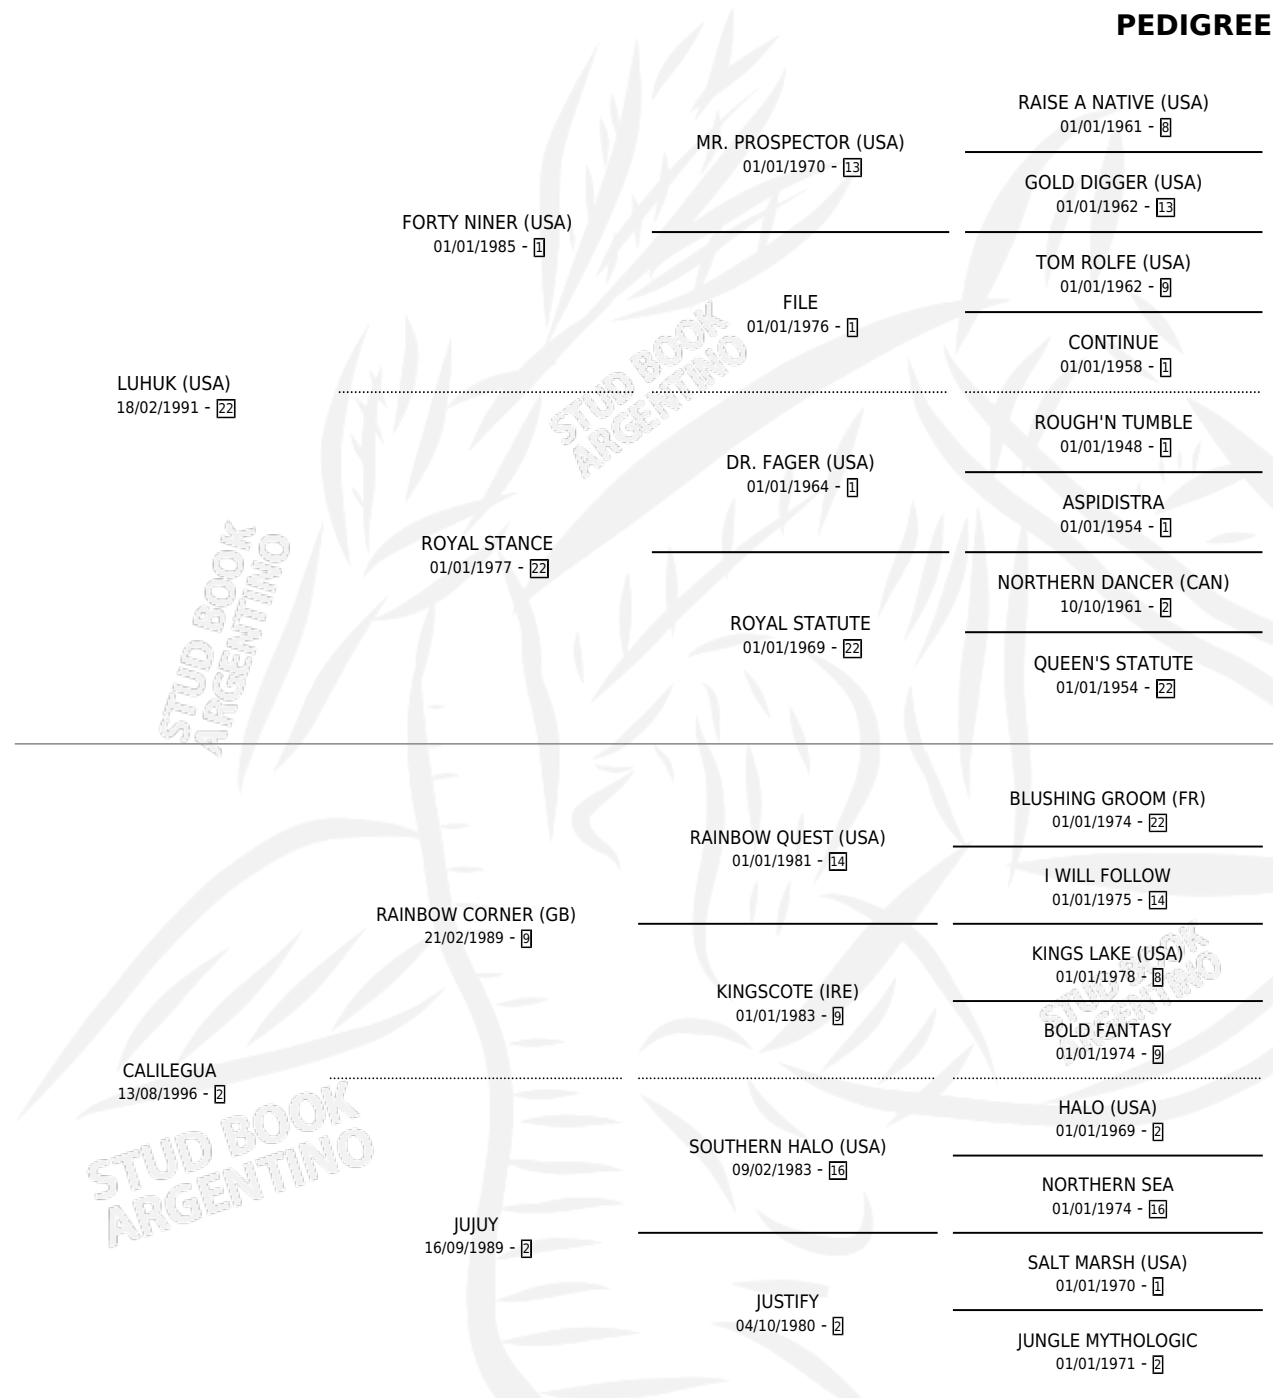 PEDIGREE
RAISE A NATIVE (USA)
01/01/1961 - 8
MR. PROSPECTOR (USA)
01/01/1970 - 13
GOLD DIGGER (USA)
01/01/1962 - 13
FORTY NINER (USA)
01/01/1985 - 1
TOM ROLFE (USA)
01/01/1962 - 9
FILE
01/01/1976 - 1
CONTINUE
01/01/1958 - 1
LUHUK (USA)
18/02/1991 - 22
ROUGH'N TUMBLE
01/01/1948 - 1
DR. FAGER (USA)
01/01/1964 - 1
ASPIDISTRA
01/01/1954 - 1
ROYAL STANCE
01/01/1977 - 22
NORTHERN DANCER (CAN)
10/10/1961 - 2
ROYAL STATUTE
01/01/1969 - 22
QUEEN'S STATUTE
01/01/1954 - 22
BLUSHING GROOM (FR)
01/01/1974 - 22
RAINBOW QUEST (USA)
01/01/1981 - 14
I WILL FOLLOW
01/01/1975 - 14
RAINBOW CORNER (GB)
21/02/1989 - 9
KINGS LAKE (USA)
01/01/1978 - 8
KINGSCOTE (IRE)
01/01/1983 - 9
BOLD FANTASY
01/01/1974 - 9
CALILEGUA
13/08/1996 - 2
HALO (USA)
01/01/1969 - 2
SOUTHERN HALO (USA)
09/02/1983 - 16
NORTHERN SEA
01/01/1974 - 16
JUJUY
16/09/1989 - 2
SALT MARSH (USA)
01/01/1970 - 1
JUSTIFY
04/10/1980 - 2
JUNGLE MYTHOLOGIC
01/01/1971 - 2
STUD BOOK
ARGENTINO
STUD BOOK
ARGENTINO
STUD BOOK
ARGENTINO
STUD BOOK
ARGENTINO